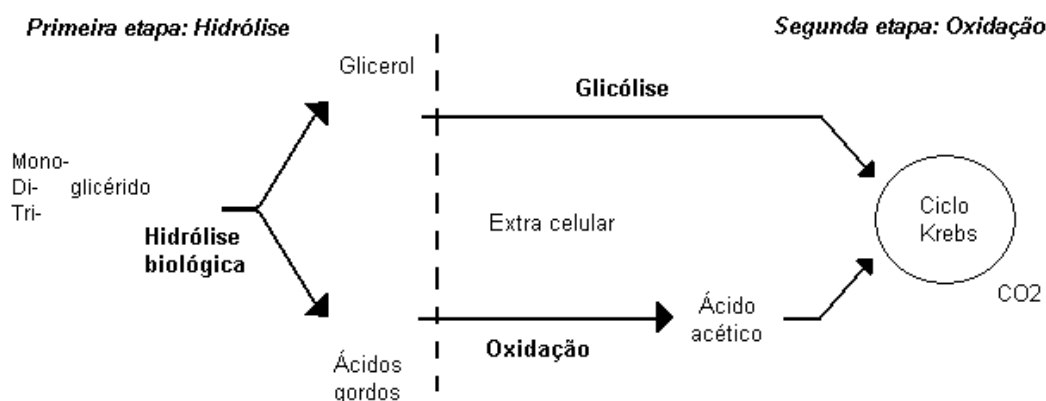 Primeira etapa: Hidrólise
Segunda etapa: Oxidação
Glicerol
Glicólise
Mono-
Di- glicérido
Tri-
Hidrólise
biológica
Extra celular
Ciclo
Krebs
CO2
Ácido
acético
Oxidação
Ácidos
gordos